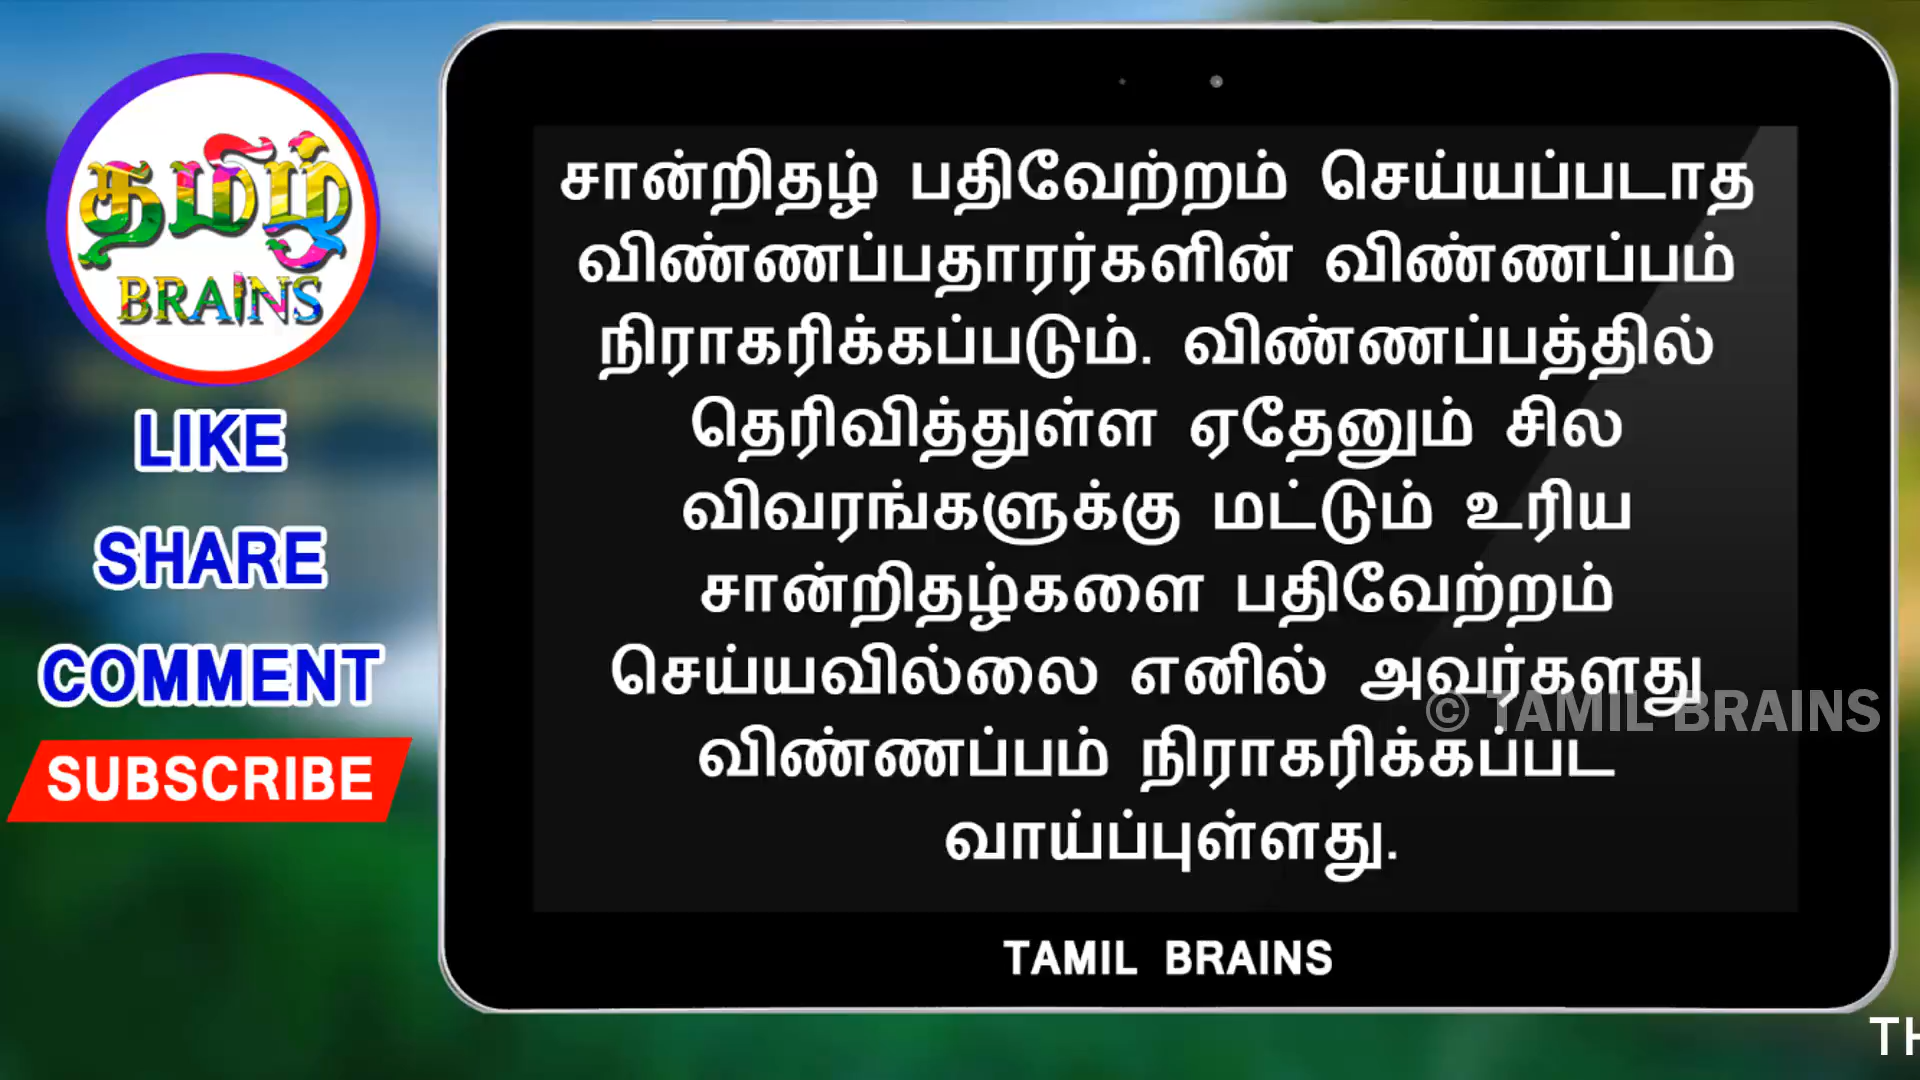 தமிழ்
BRAINS
LIKE
SHARE
COMMENT
SUBSCRIBE
சான்றிதழ் பதிவேற்றம் செய்யப்படாத
விண்ணப்பதாரர்களின் விண்ணப்பம்
நிராகரிக்கப்படும். விண்ணப்பத்தில்
தெரிவித்துள்ள ஏதேனும் சில
விவரங்களுக்கு மட்டும் உரிய
சான்றிதழ்களை பதிவேற்றம்
செய்யவில்லை எனில் அவர்களது
விண்ணப்பம் நிராகரிக்கப்பட
வாய்ப்புள்ளது.
© TAMIL BRAINS
TAMIL BRAINS
TH